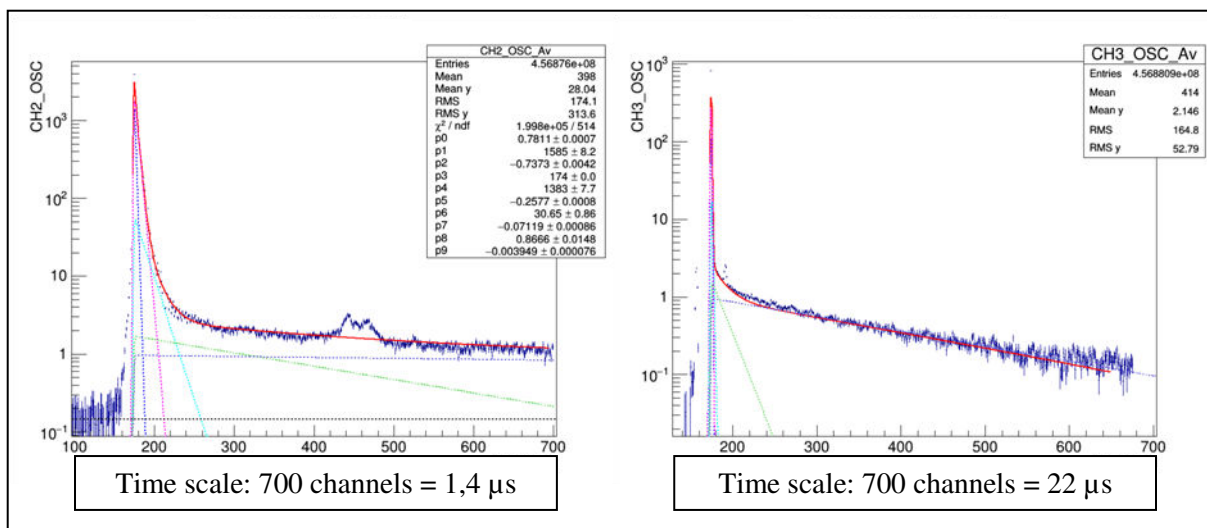 CH2_OSC_Av
Entries 4.56876e+08
Mean 398
Mean y 28.04
RMS 174.1
RMS y 313.6
χ² / ndf 1.998e+05 / 514
p0 0.7811 ± 0.0007
p1 1585 ± 8.2
p2 −0.7373 ± 0.0042
p3 174 ± 0.0
p4 1383 ± 7.7
p5 −0.2577 ± 0.0008
p6 30.65 ± 0.86
p7 −0.07119 ± 0.00086
p8 0.8666 ± 0.0148
p9 −0.003949 ± 0.000076
CH2_OSC
10³
10²
10
1
10⁻¹
100 200 300 400 500 600 700
Time scale: 700 channels = 1,4 µs
CH3_OSC_Av
Entries 4.568809e+08
Mean 414
Mean y 2.146
RMS 164.8
RMS y 52.79
CH3_OSC
10³
10²
10
1
10⁻¹
200 300 400 500 600 700
Time scale: 700 channels = 22 µs